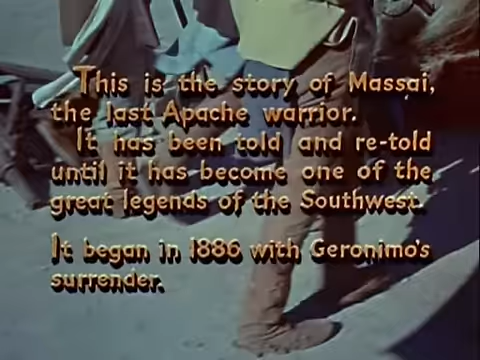 This is the story of Massai,
the last Apache warrior.
It has been told and re-told
until it has become one of the
great legends of the Southwest.
It began in 1886 with Geronimo's
surrender.